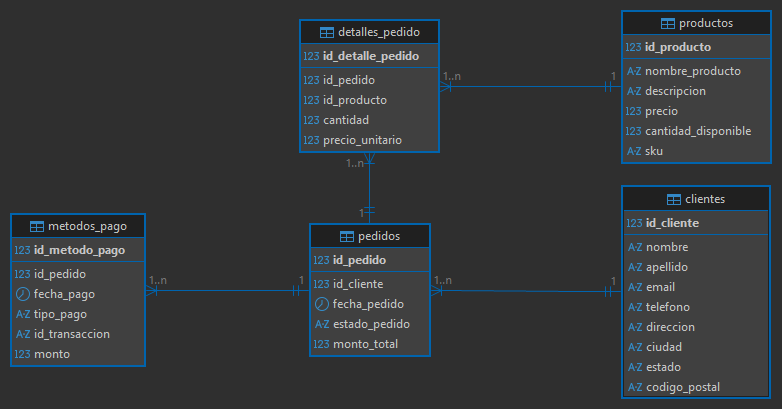 detalles_pedido
123 id_detalle_pedido
123 id_pedido
123 id_producto
123 cantidad
123 precio_unitario
productos
123 id_producto
A-Z nombre_producto
A-Z descripcion
123 precio
123 cantidad_disponible
A-Z sku
1..n
1
1..n
1
metodos_pago
123 id_metodo_pago
123 id_pedido
fecha_pago
A-Z tipo_pago
A-Z id_transaccion
123 monto
1..n
1
pedidos
123 id_pedido
123 id_cliente
fecha_pedido
A-Z estado_pedido
123 monto_total
1..n
1
clientes
123 id_cliente
A-Z nombre
A-Z apellido
A-Z email
A-Z telefono
A-Z direccion
A-Z ciudad
A-Z estado
A-Z codigo_postal